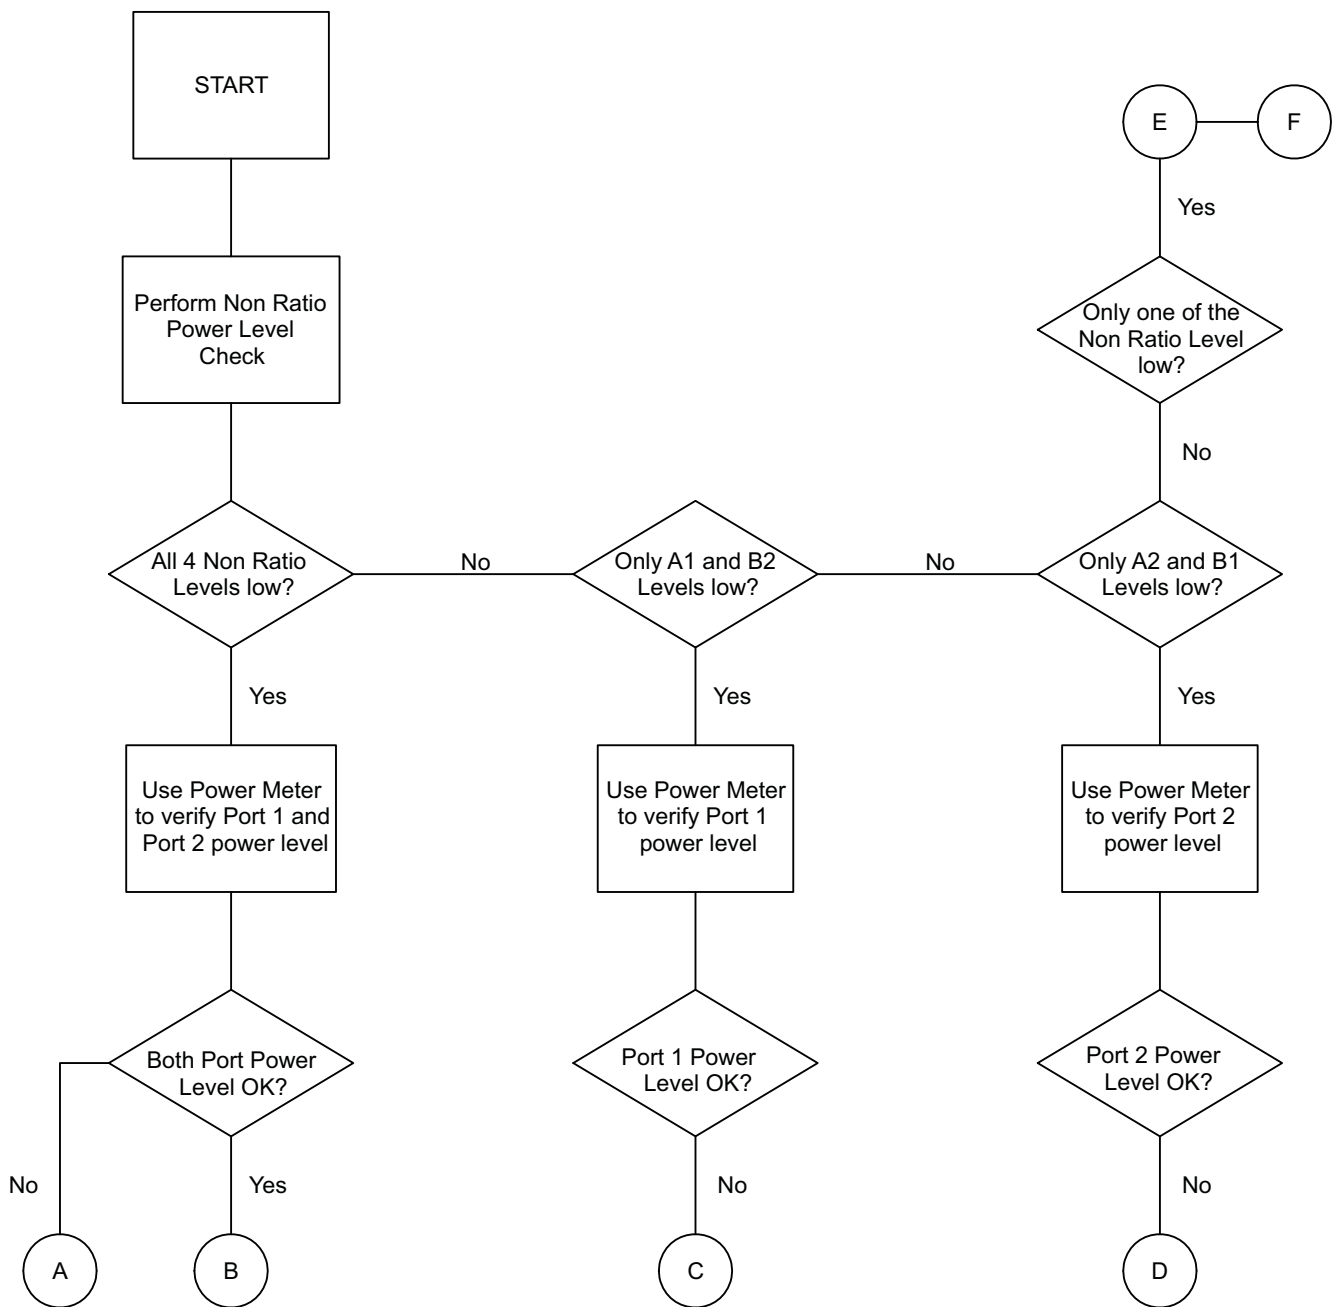 START
E
F
Yes
Perform Non Ratio
Power Level
Check
Only one of the
Non Ratio Level
low?
No
All 4 Non Ratio
Levels low?
No
Only A1 and B2
Levels low?
No
Only A2 and B1
Levels low?
Yes
Yes
Yes
Use Power Meter
to verify Port 1 and
Port 2 power level
Use Power Meter
to verify Port 1
power level
Use Power Meter
to verify Port 2
power level
Both Port Power
Level OK?
Port 1 Power
Level OK?
Port 2 Power
Level OK?
No
Yes
No
No
A
B
C
D